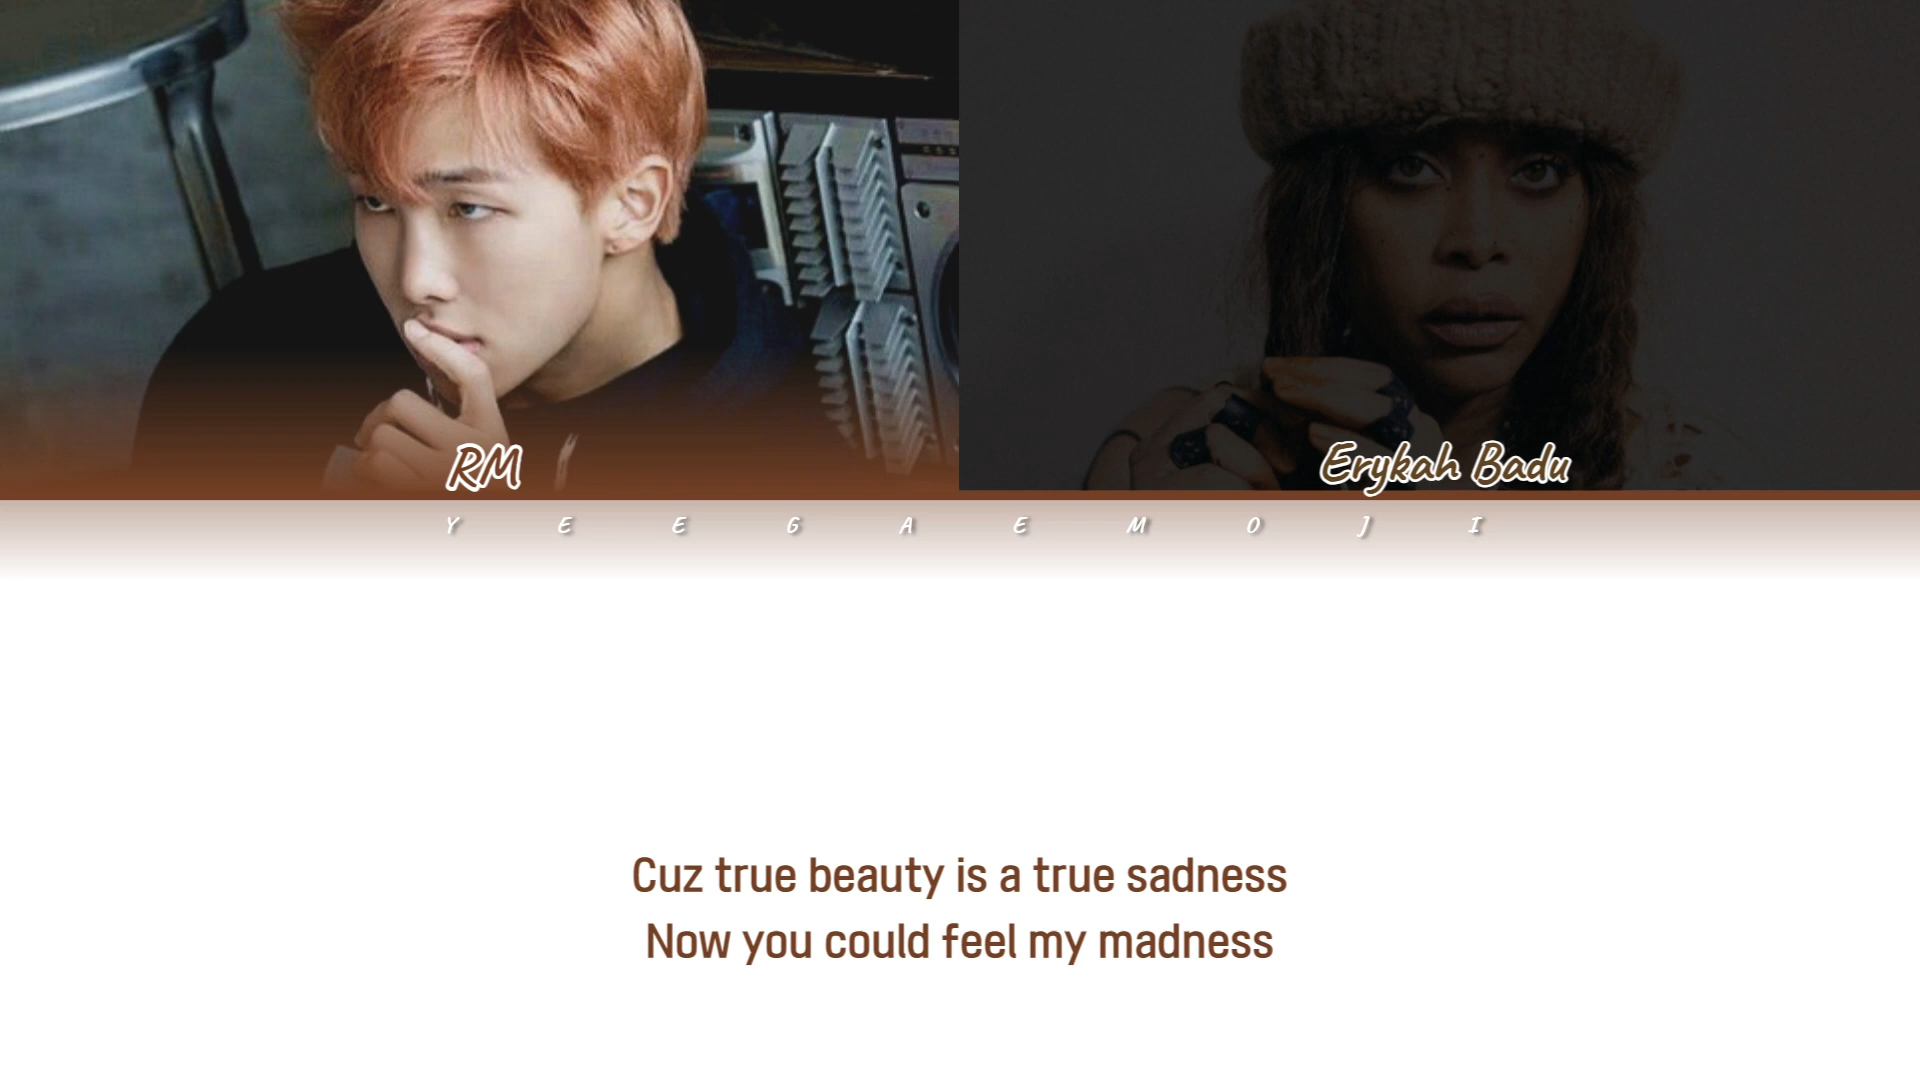 RM
Erykah Badu
Y E E G A E M O J I
Cuz true beauty is a true sadness
Now you could feel my madness